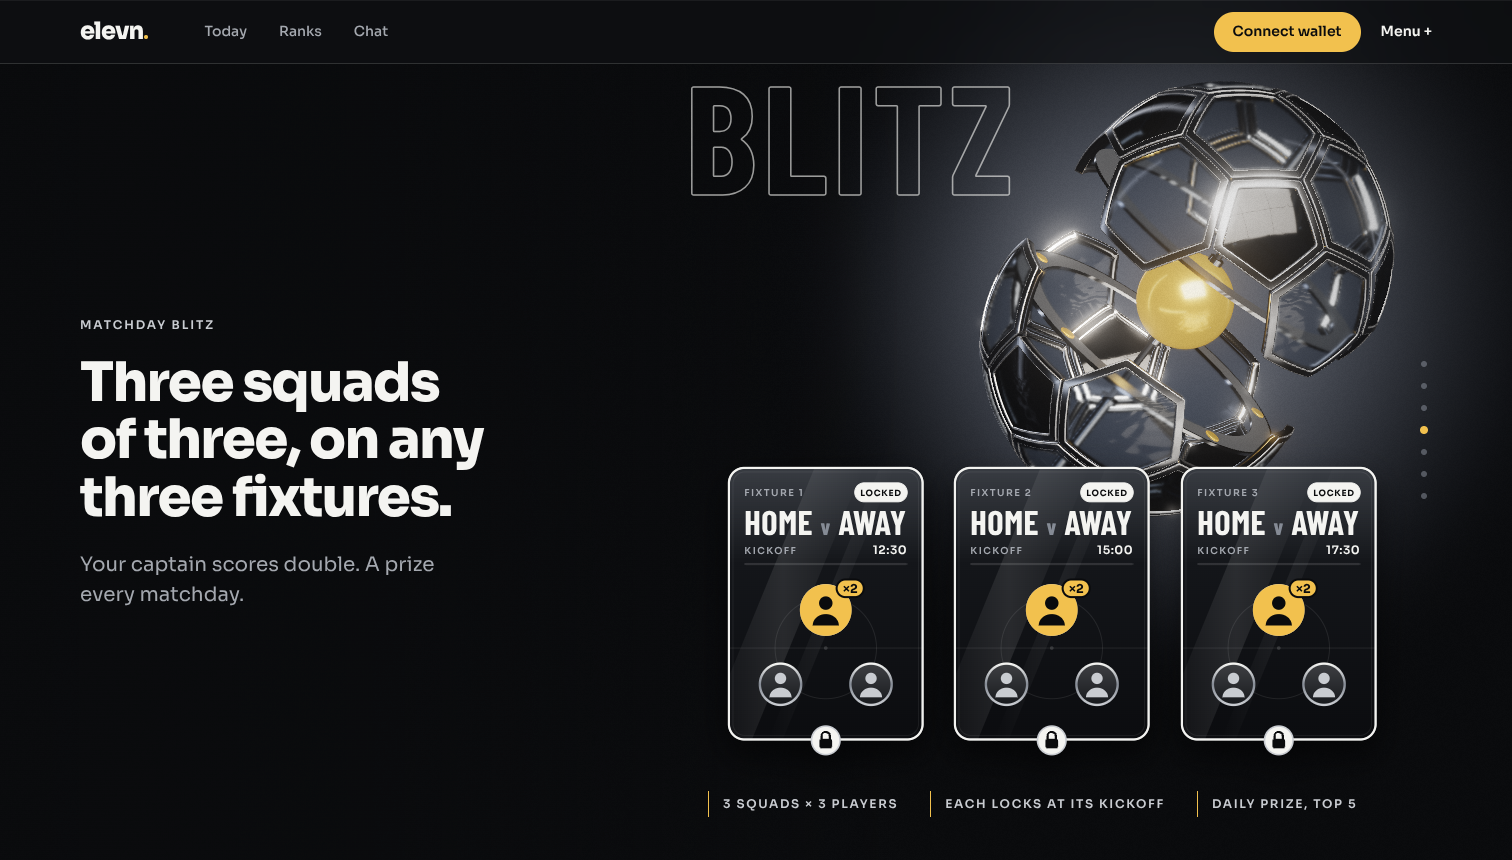 elevn.
Today
Ranks
Chat
Connect wallet
Menu +
BLITZ
MATCHDAY BLITZ
Three squads
of three, on any
three fixtures.
Your captain scores double. A prize
every matchday.
FIXTURE 1
LOCKED
HOME v AWAY
KICKOFF
12:30
×2
FIXTURE 2
LOCKED
HOME v AWAY
KICKOFF
15:00
×2
FIXTURE 3
LOCKED
HOME v AWAY
KICKOFF
17:30
×2
3 SQUADS × 3 PLAYERS
EACH LOCKS AT ITS KICKOFF
DAILY PRIZE, TOP 5